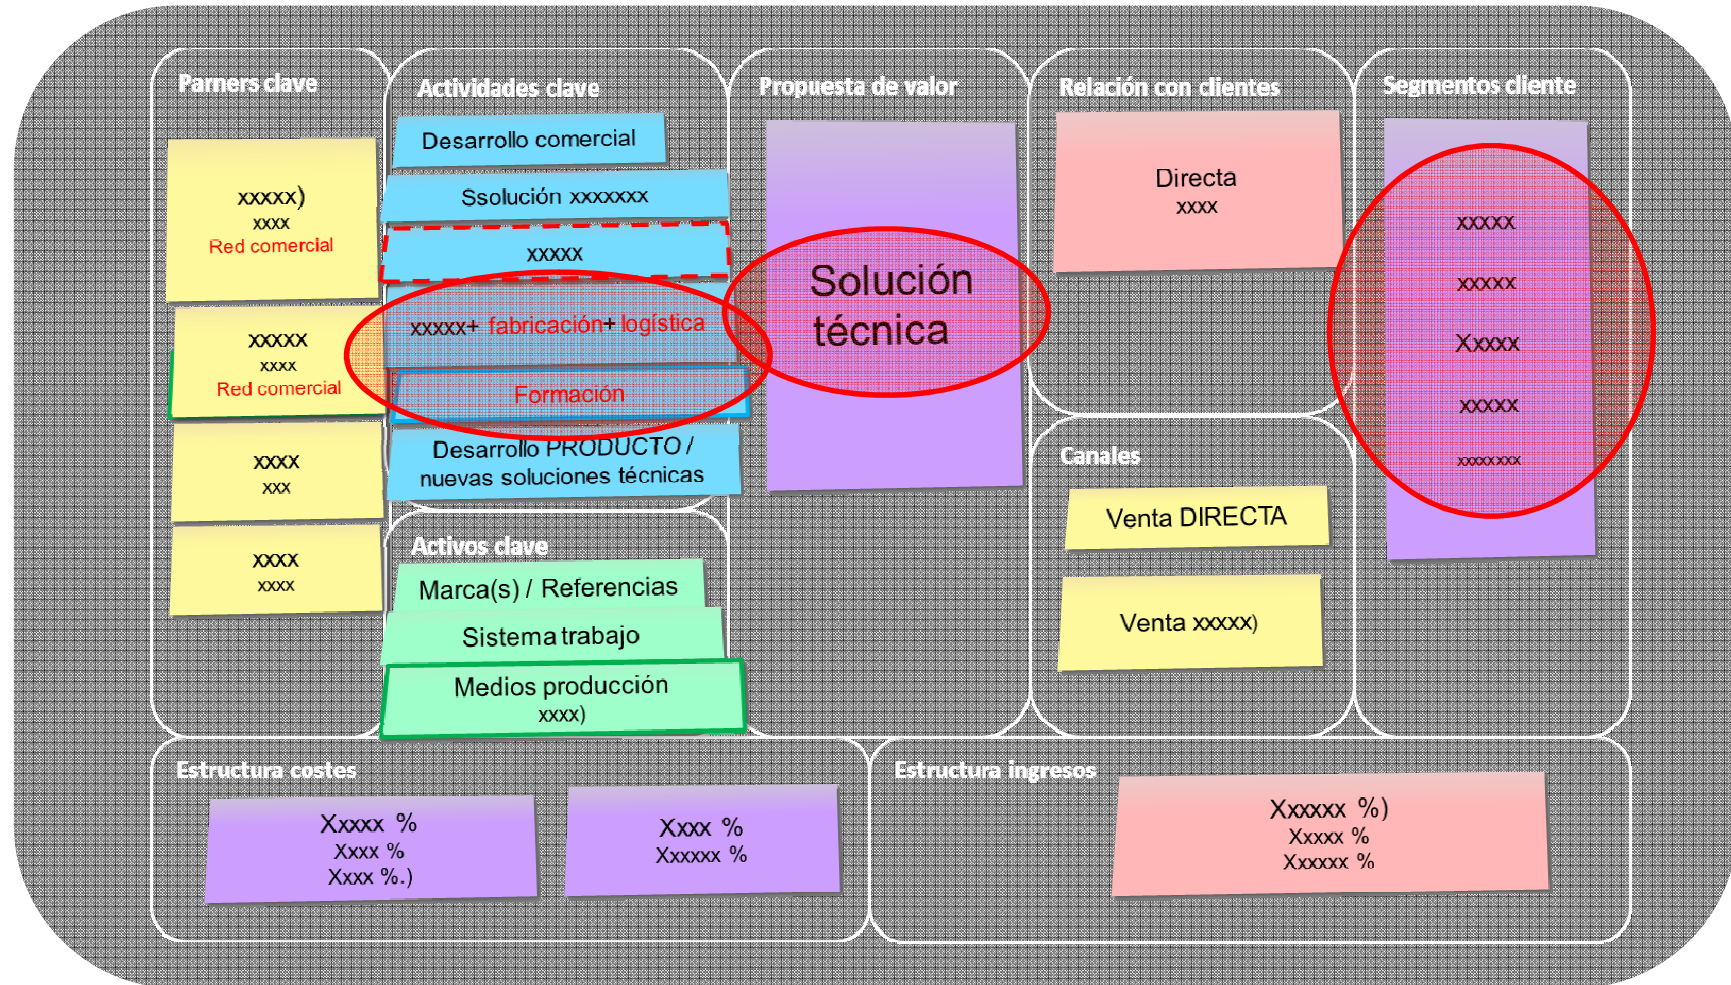 Parners clave
xxxxx)
xxxx
Red comercial
xxxxx
xxxx
Red comercial
xxxx
xxx
xxxx
xxxx
Actividades clave
Desarrollo comercial
Ssolución xxxxxxx
xxxxx
xxxxx+ fabricación+ logística
Formación
Desarrollo PRODUCTO /
nuevas soluciones técnicas
Activos clave
Marca(s) / Referencias
Sistema trabajo
Medios producción
xxxx)
Propuesta de valor
Solución
técnica
Relación con clientes
Directa
xxxx
Canales
Venta DIRECTA
Venta xxxxx)
Segmentos cliente
xxxxx
xxxxx
Xxxxx
xxxxx
xxxxxxxx
Estructura costes
Xxxxx %
Xxxx %
Xxxx %.)
Xxxx %
Xxxxxx %
Estructura ingresos
Xxxxxx %)
Xxxxx %
Xxxxxx %